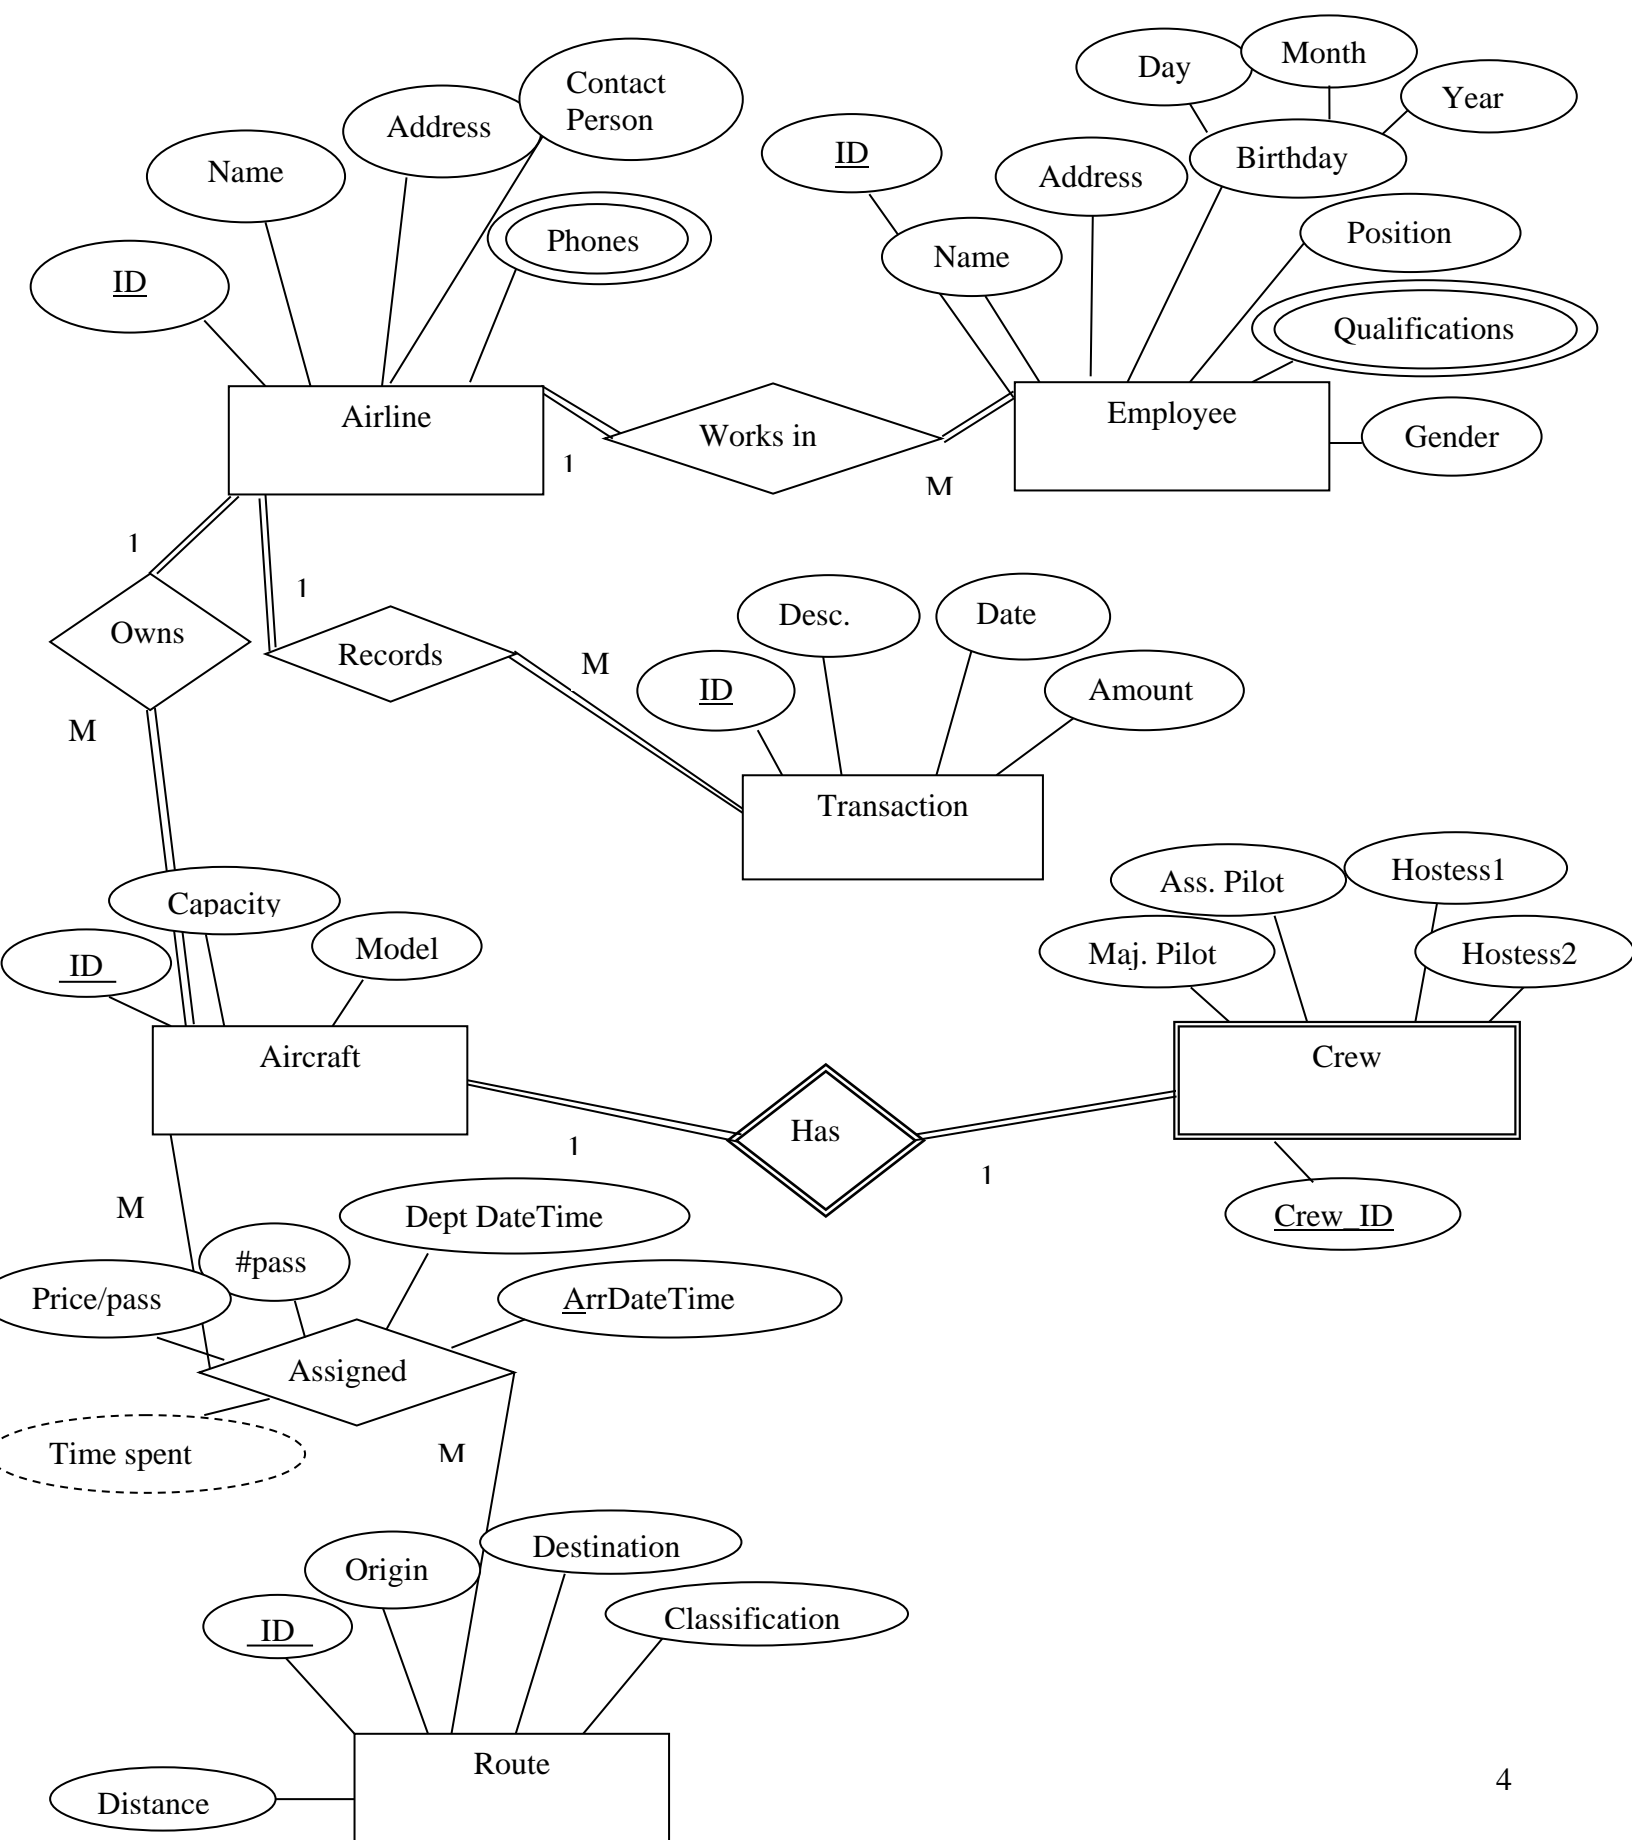 Contact
Person
Address
Name
Phones
ID
Day
Month
Year
Birthday
ID
Address
Name
Position
Qualifications
Gender
Airline
Works in
Employee
1
M
1
1
Owns
Records
M
M
Desc.
Date
ID
Amount
Transaction
Capacity
ID
Model
Aircraft
Ass. Pilot
Hostess1
Maj. Pilot
Hostess2
Crew
Has
1
1
Crew_ID
M
Dept DateTime
#pass
Price/pass
ArrDateTime
Assigned
Time spent
M
Destination
Origin
Classification
ID
Route
Distance
4